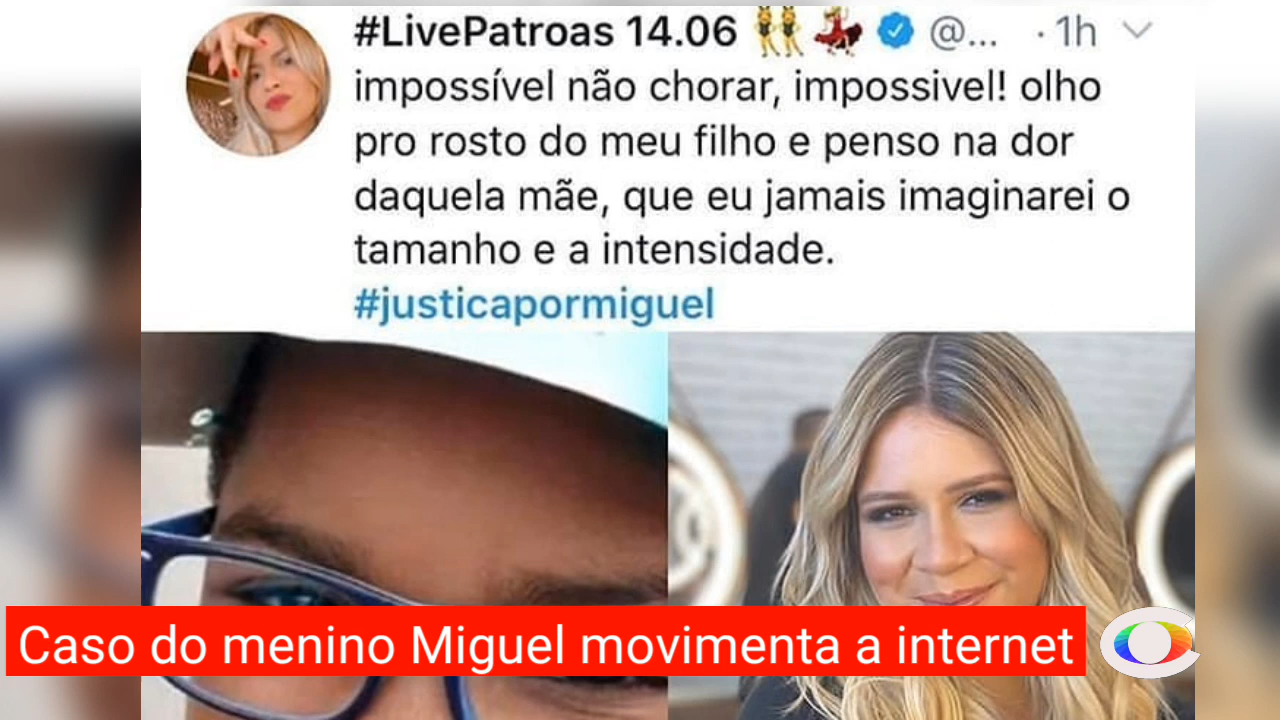 #LivePatroas 14.06 👯💃 @... · 1h
impossível não chorar, impossivel! olho
pro rosto do meu filho e penso na dor
daquela mãe, que eu jamais imaginarei o
tamanho e a intensidade.
#justicapormiguel
Caso do menino Miguel movimenta a internet